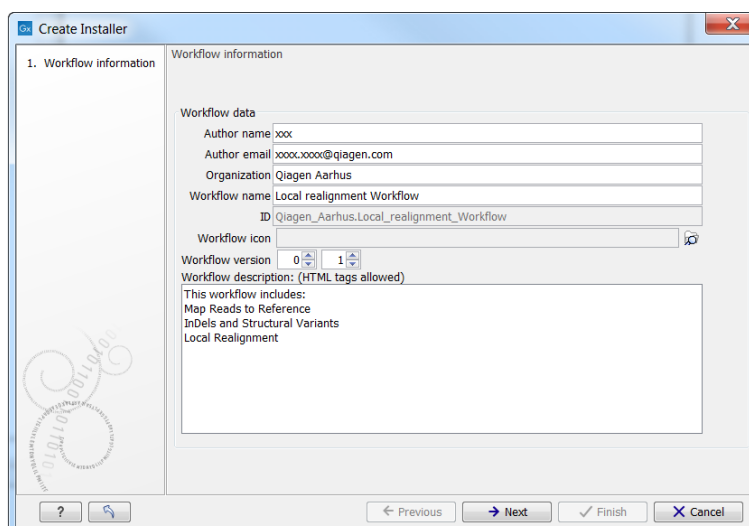 Gx Create Installer
X
1. Workflow information
Workflow information
Workflow data
Author name xxx
Author email xxxx.xxxx@qiagen.com
Organization Qiagen Aarhus
Workflow name Local realignment Workflow
ID Qiagen_Aarhus.Local_realignment_Workflow
Workflow icon
Workflow version 0 1
Workflow description: (HTML tags allowed)
This workflow includes:
Map Reads to Reference
InDels and Structural Variants
Local Realignment
? Previous Next Finish Cancel